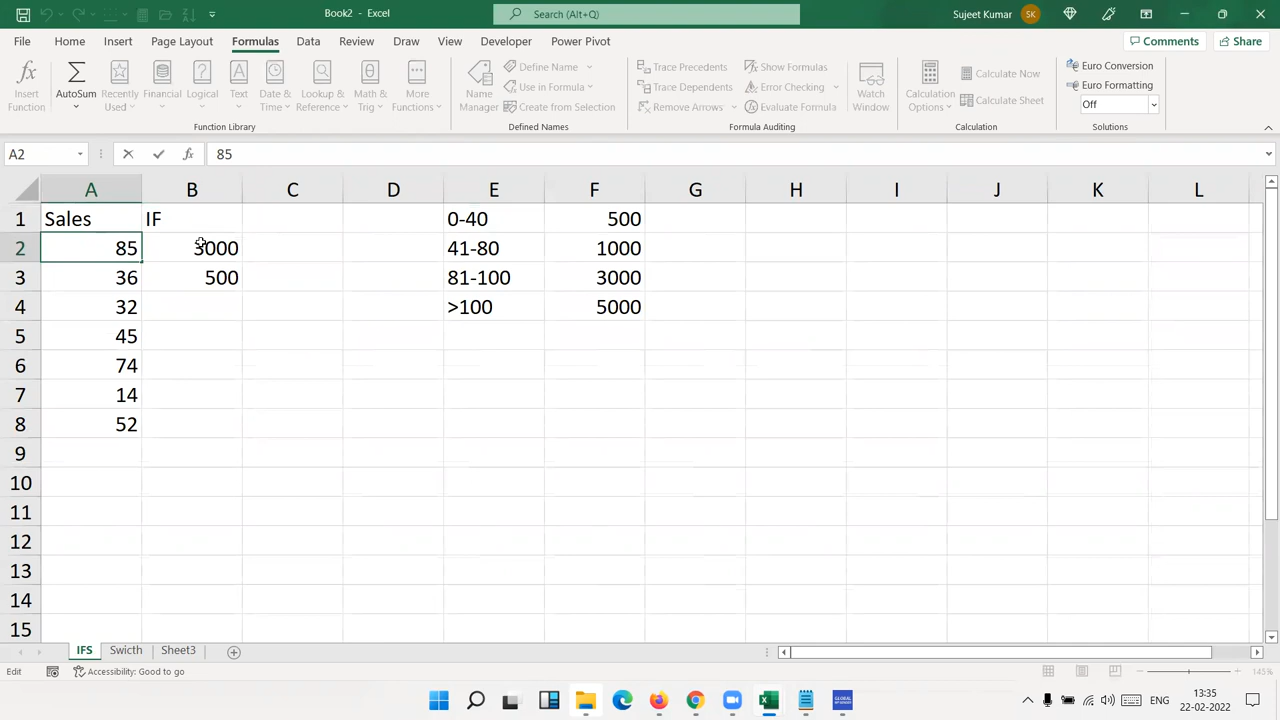 Book2 - Excel
Search (Alt+Q)
Sujeet Kumar
SK
File Home Insert Page Layout Formulas Data Review View Draw Developer Power Pivot
Comments
Share
Insert Function
AutoSum
Recently Used
Financial
Logical
Text
Date & Time
Lookup & Reference
Math & Trig
More Functions
Function Library
Name Manager
Define Name
Use in Formula
Create from Selection
Defined Names
Trace Precedents
Trace Dependents
Remove Arrows
Show Formulas
Error Checking
Evaluate Formula
Formula Auditing
Watch Window
Calculation Options
Calculate Now
Calculate Sheet
Calculation
Euro Conversion
Euro Formatting
Off
Solutions
A2
fx
85
A B C D E F G H I J K L
1 Sales IF 0-40 500
2 85 3000 41-80 1000
3 36 500 81-100 3000
4 32 >100 5000
5 45
6 74
7 14
8 52
9
10
11
12
13
14
15
IFS Swicth Sheet3
Edit
Accessibility: Good to go
145%
ENG
13:35
22-02-2022
GLOBAL